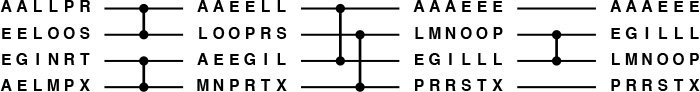 AALLPR AAEELL AAAEEE AAAEEE
EELOOS LOOPRS LMNOOP EGILLL
EGINRT AEEGIL EGILLL LMNOOP
AELMPX MNPRTX PRRSTX PRRSTX